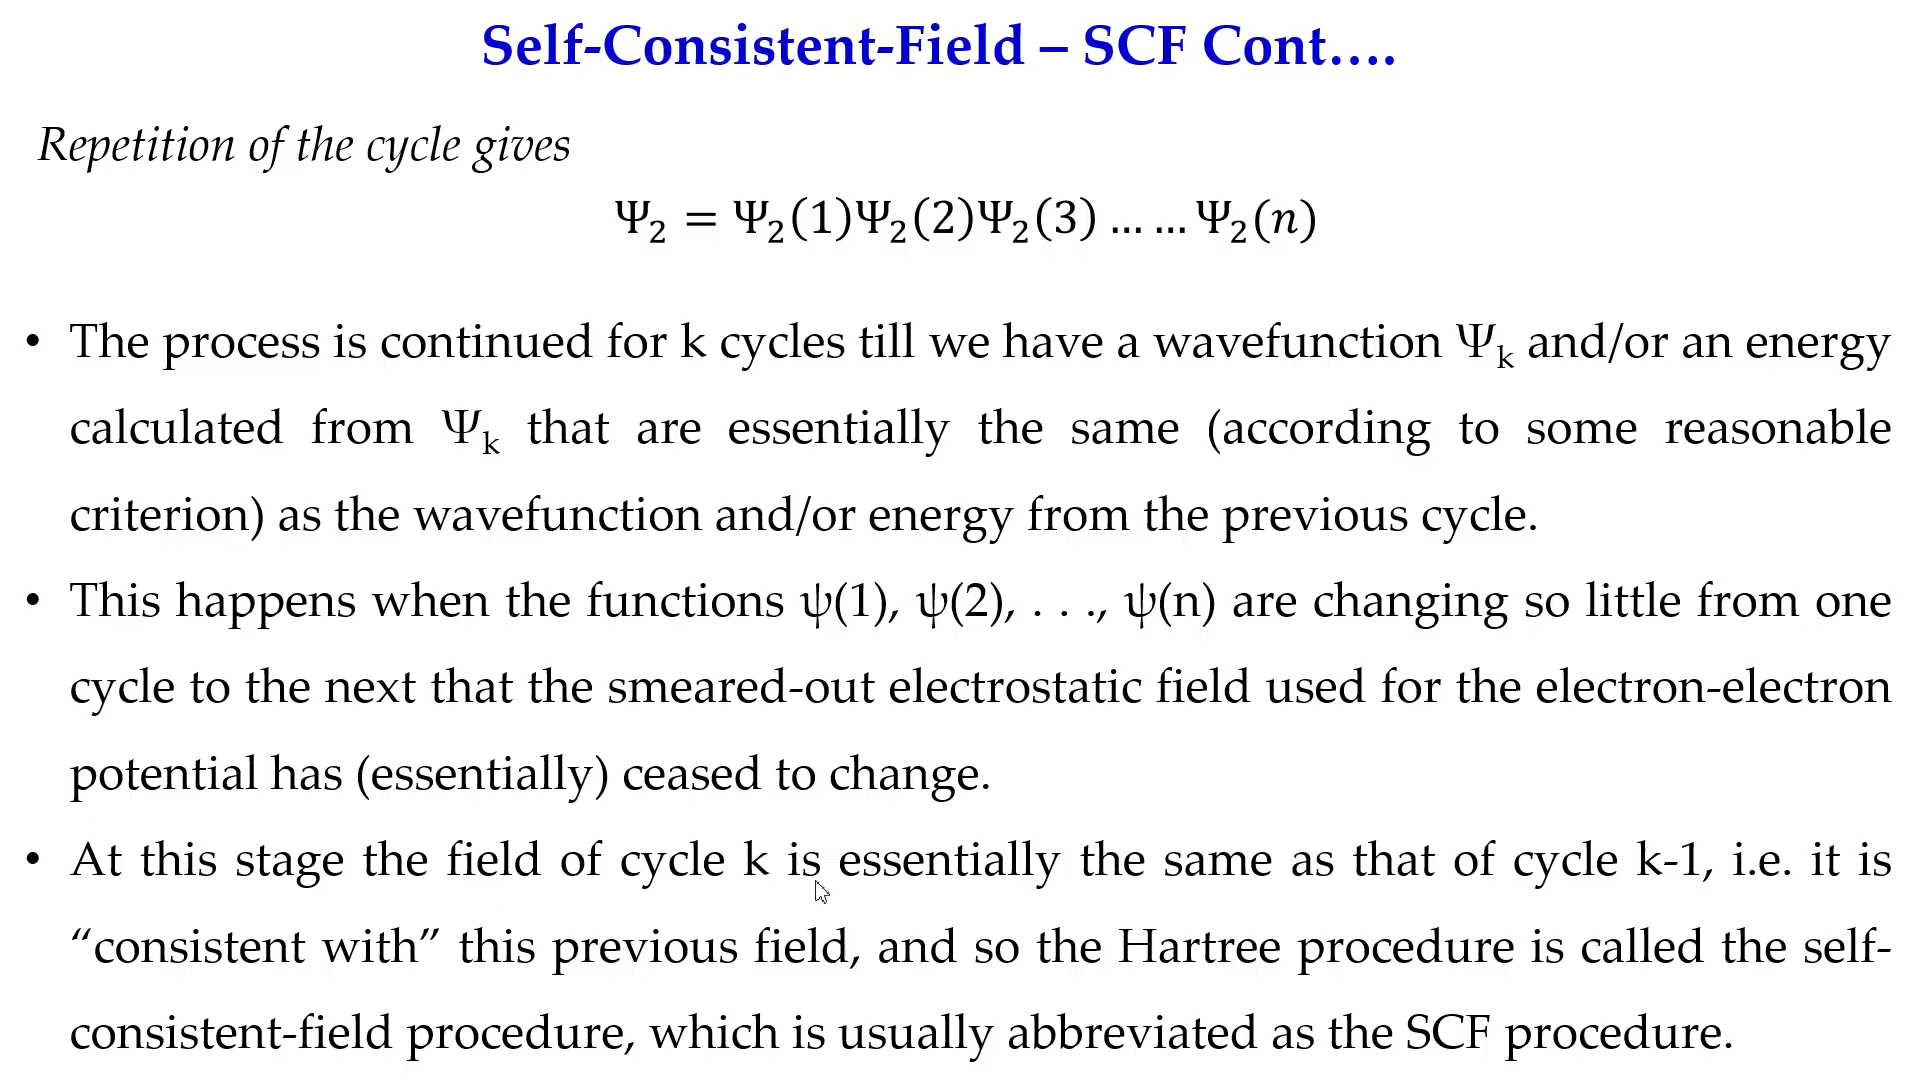 Self-Consistent-Field – SCF Cont….
Repetition of the cycle gives
Ψ₂ = Ψ₂(1)Ψ₂(2)Ψ₂(3) … … Ψ₂(n)
• The process is continued for k cycles till we have a wavefunction Ψₖ and/or an energy
calculated from Ψₖ that are essentially the same (according to some reasonable
criterion) as the wavefunction and/or energy from the previous cycle.
• This happens when the functions ψ(1), ψ(2), . . ., ψ(n) are changing so little from one
cycle to the next that the smeared-out electrostatic field used for the electron-electron
potential has (essentially) ceased to change.
• At this stage the field of cycle k is essentially the same as that of cycle k-1, i.e. it is
“consistent with” this previous field, and so the Hartree procedure is called the self-
consistent-field procedure, which is usually abbreviated as the SCF procedure.